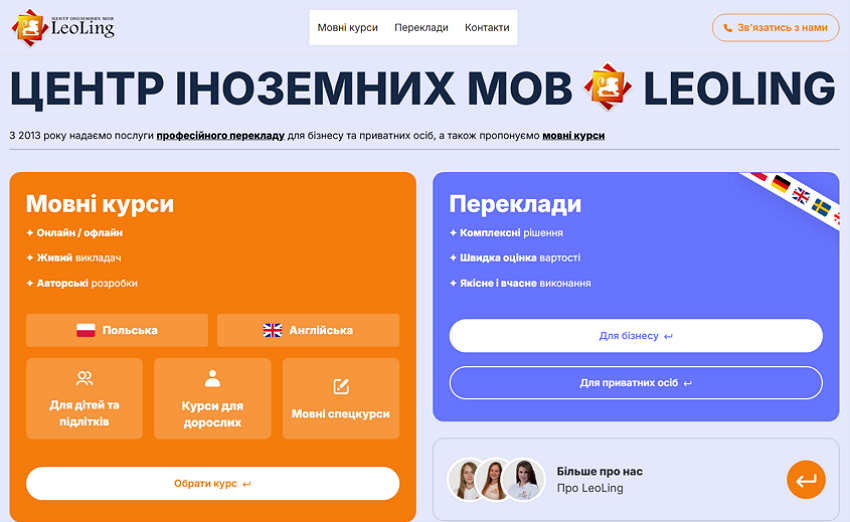 ЦЕНТР ІНОЗЕМНИХ МОВ
LeoLing
Мовні курси
Переклади
Контакти
Зв'язатись з нами
ЦЕНТР ІНОЗЕМНИХ МОВ LEOLING
З 2013 року надаємо послуги професійного перекладу для бізнесу та приватних осіб, а також пропонуємо мовні курси
Мовні курси
✦ Онлайн / офлайн
✦ Живий викладач
✦ Авторські розробки
Польська
Англійська
Для дітей та
підлітків
Курси для
дорослих
Мовні спецкурси
Обрати курс
Переклади
✦ Комплексні рішення
✦ Швидка оцінка вартості
✦ Якісне і вчасне виконання
Для бізнесу
Для приватних осіб
Більше про нас
Про LeoLing